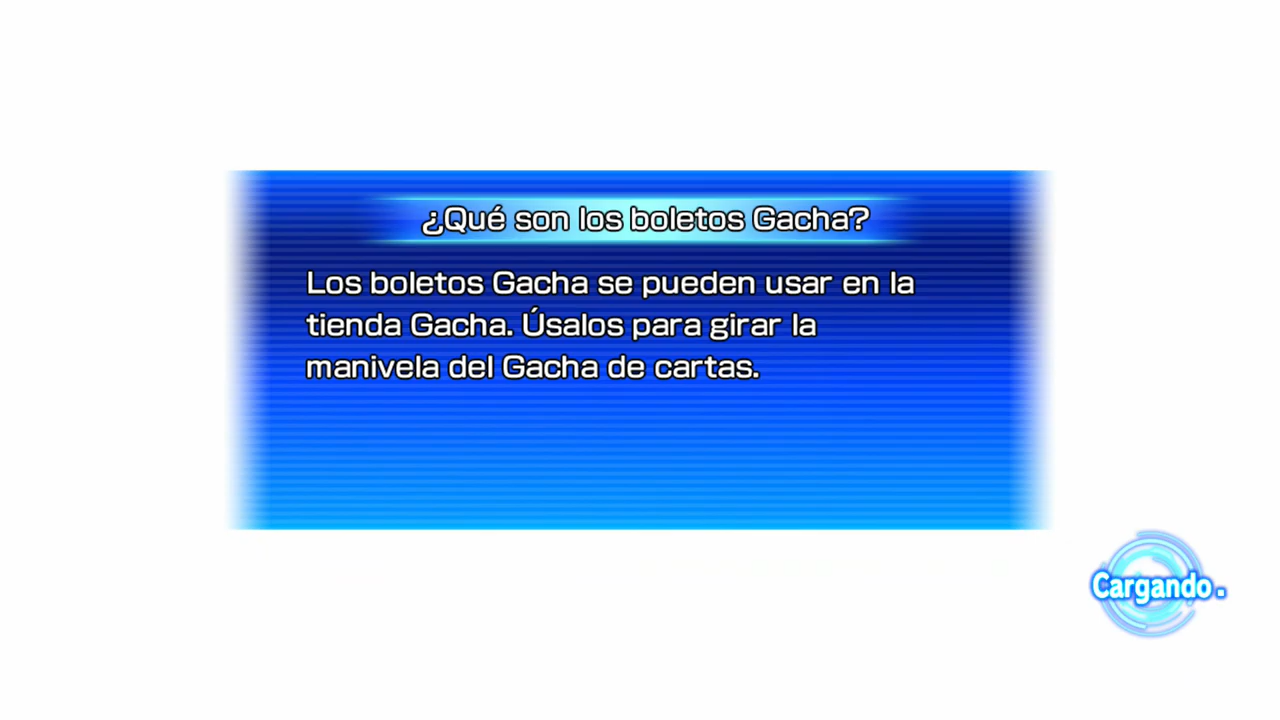 ¿Qué son los boletos Gacha?
Los boletos Gacha se pueden usar en la
tienda Gacha. Úsalos para girar la
manivela del Gacha de cartas.
Cargando.